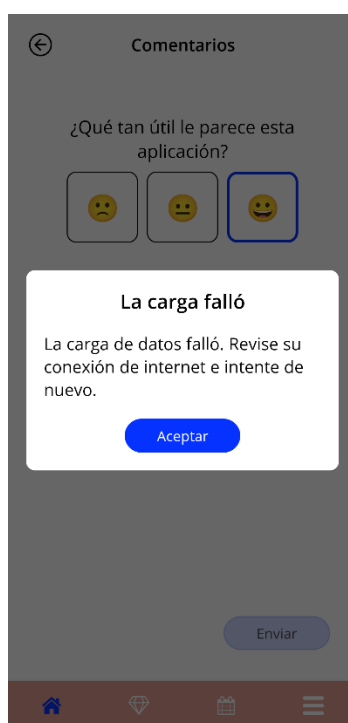 Comentarios
¿Qué tan útil le parece esta
aplicación?
La carga falló
La carga de datos falló. Revise su
conexión de internet e intente de
nuevo.
Aceptar
Enviar